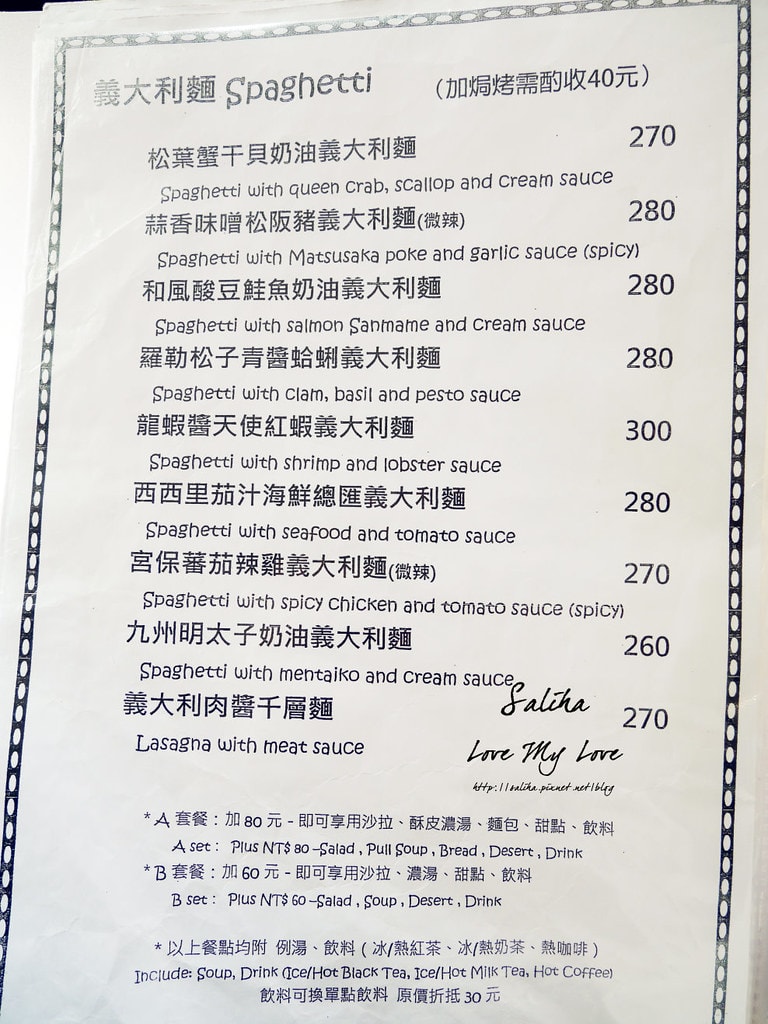 義大利麵 Spaghetti (加焗烤需酌收40元)
松葉蟹干貝奶油義大利麵 270
Spaghetti with queen crab, scallop and cream sauce
蒜香味噌松阪豬義大利麵(微辣) 280
Spaghetti with Matsusaka poke and garlic sauce (spicy)
和風酸豆鮭魚奶油義大利麵 280
Spaghetti with salmon Sanmame and cream sauce
羅勒松子青醬蛤蜊義大利麵 280
Spaghetti with clam, basil and pesto sauce
龍蝦醬天使紅蝦義大利麵 300
Spaghetti with shrimp and lobster sauce
西西里茄汁海鮮總匯義大利麵 280
Spaghetti with seafood and tomato sauce
宮保蕃茄辣雞義大利麵(微辣) 270
Spaghetti with spicy chicken and tomato sauce (spicy)
九州明太子奶油義大利麵 260
Spaghetti with mentaiko and cream sauce
義大利肉醬千層麵 270
Lasagna with meat sauce
Saliha
Love My Love
http://saliha.pixnet.net/blog
*A 套餐：加 80 元 - 即可享用沙拉、酥皮濃湯、麵包、甜點、飲料
A set： Plus NT$ 80 –Salad , Pull Soup , Bread , Desert , Drink
*B 套餐：加 60 元 - 即可享用沙拉、濃湯、甜點、飲料
B set： Plus NT$ 60 –Salad , Soup , Desert , Drink
* 以上餐點均附 例湯、飲料 ( 冰/熱紅茶、冰/熱奶茶、熱咖啡 )
Include: Soup, Drink (Ice/Hot Black Tea, Ice/Hot Milk Tea, Hot Coffee)
飲料可換單點飲料 原價折抵 30 元